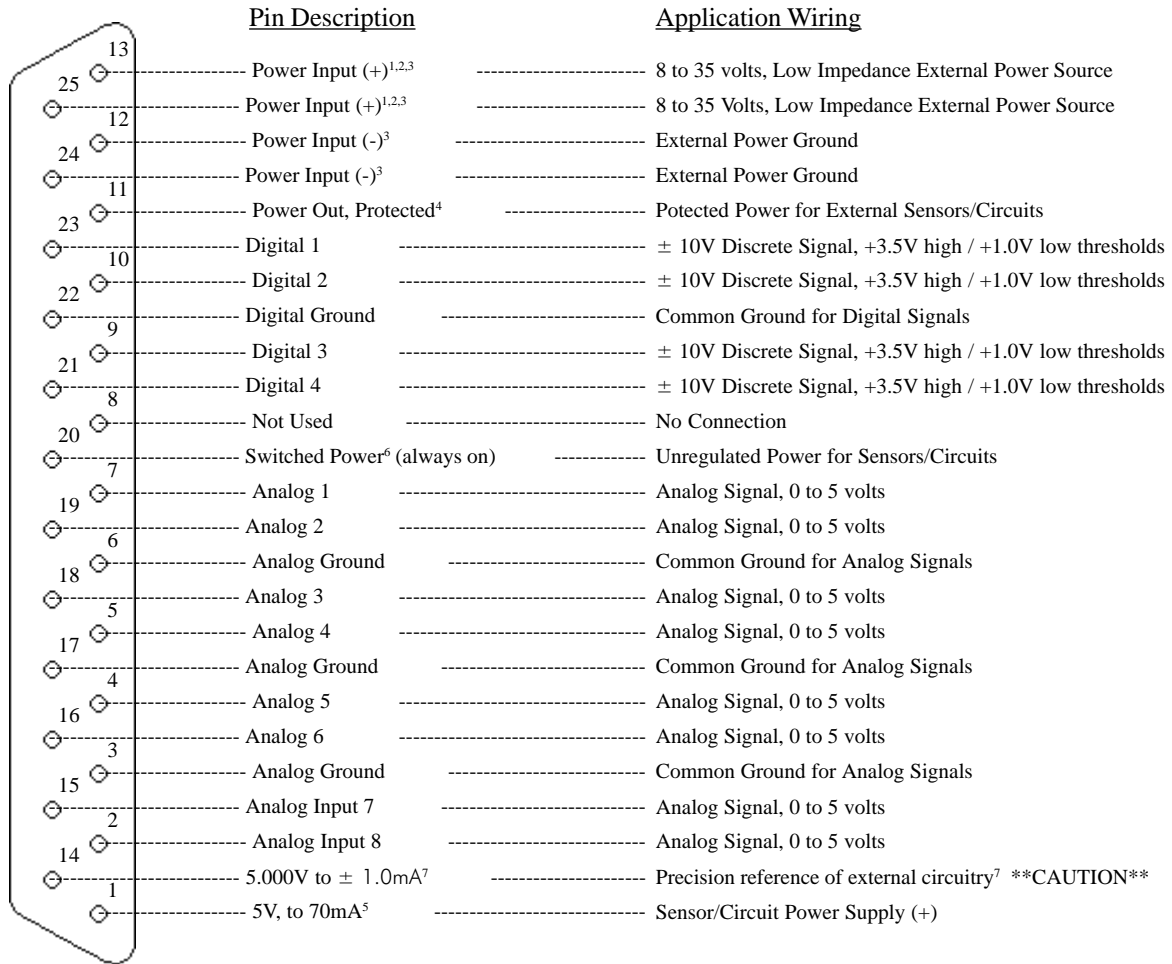 Pin Description Application Wiring
13 Power Input (+)1,2,3 8 to 35 volts, Low Impedance External Power Source
25 Power Input (+)1,2,3 8 to 35 Volts, Low Impedance External Power Source
12 Power Input (-)3 External Power Ground
24 Power Input (-)3 External Power Ground
11 Power Out, Protected4 Potected Power for External Sensors/Circuits
23 Digital 1 ± 10V Discrete Signal, +3.5V high / +1.0V low thresholds
10 Digital 2 ± 10V Discrete Signal, +3.5V high / +1.0V low thresholds
22 Digital Ground Common Ground for Digital Signals
9 Digital 3 ± 10V Discrete Signal, +3.5V high / +1.0V low thresholds
21 Digital 4 ± 10V Discrete Signal, +3.5V high / +1.0V low thresholds
8 Not Used No Connection
20 Switched Power6 (always on) Unregulated Power for Sensors/Circuits
7 Analog 1 Analog Signal, 0 to 5 volts
19 Analog 2 Analog Signal, 0 to 5 volts
6 Analog Ground Common Ground for Analog Signals
18 Analog 3 Analog Signal, 0 to 5 volts
5 Analog 4 Analog Signal, 0 to 5 volts
17 Analog Ground Common Ground for Analog Signals
4 Analog 5 Analog Signal, 0 to 5 volts
16 Analog 6 Analog Signal, 0 to 5 volts
3 Analog Ground Common Ground for Analog Signals
15 Analog Input 7 Analog Signal, 0 to 5 volts
2 Analog Input 8 Analog Signal, 0 to 5 volts
14 5.000V to ± 1.0mA7 Precision reference of external circuitry7 **CAUTION**
1 5V, to 70mA5 Sensor/Circuit Power Supply (+)